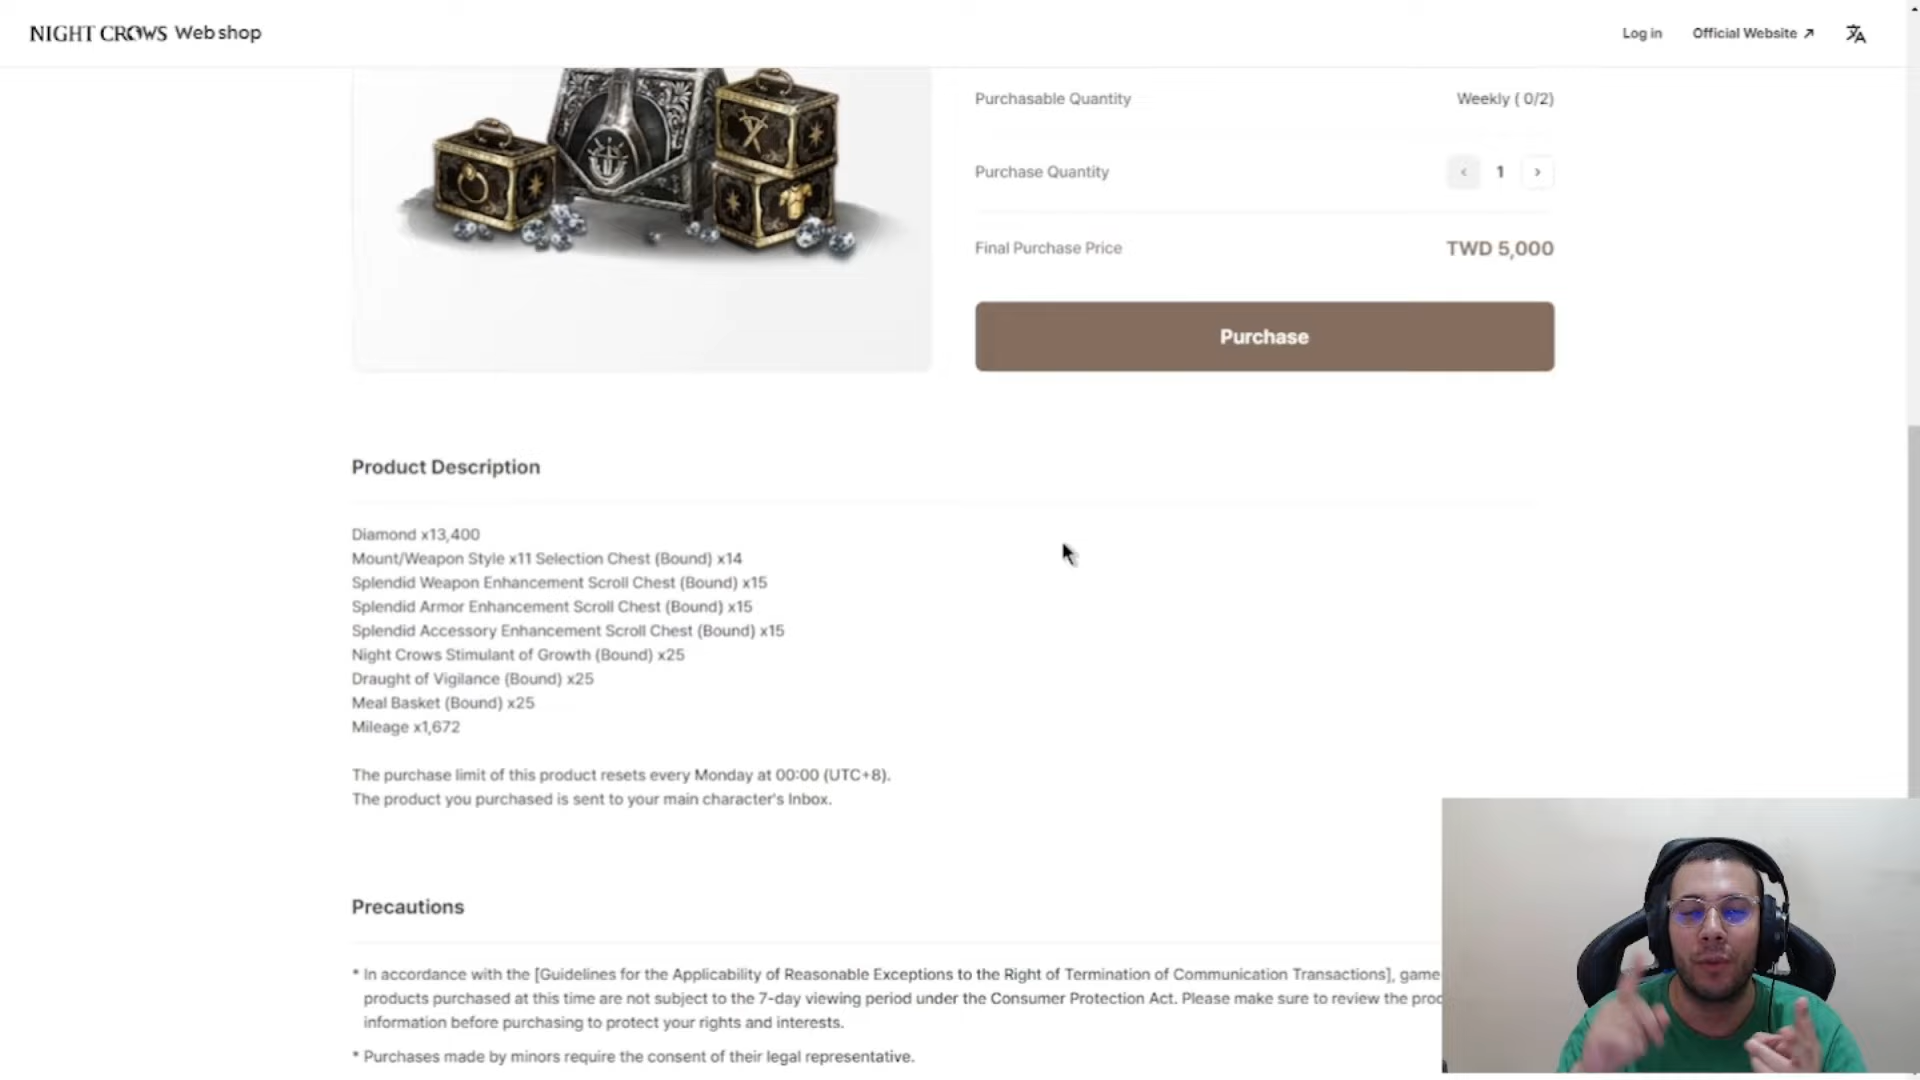 NIGHT CROWS Web shop
Log in
Official Website
Purchasable Quantity
Weekly ( 0/2)
Purchase Quantity
1
Final Purchase Price
TWD 5,000
Purchase
Product Description
Diamond x13,400
Mount/Weapon Style x11 Selection Chest (Bound) x14
Splendid Weapon Enhancement Scroll Chest (Bound) x15
Splendid Armor Enhancement Scroll Chest (Bound) x15
Splendid Accessory Enhancement Scroll Chest (Bound) x15
Night Crows Stimulant of Growth (Bound) x25
Draught of Vigilance (Bound) x25
Meal Basket (Bound) x25
Mileage x1,672
The purchase limit of this product resets every Monday at 00:00 (UTC+8).
The product you purchased is sent to your main character's Inbox.
Precautions
* In accordance with the [Guidelines for the Applicability of Reasonable Exceptions to the Right of Termination of Communication Transactions], game
products purchased at this time are not subject to the 7-day viewing period under the Consumer Protection Act. Please make sure to review the
information before purchasing to protect your rights and interests.
* Purchases made by minors require the consent of their legal representative.